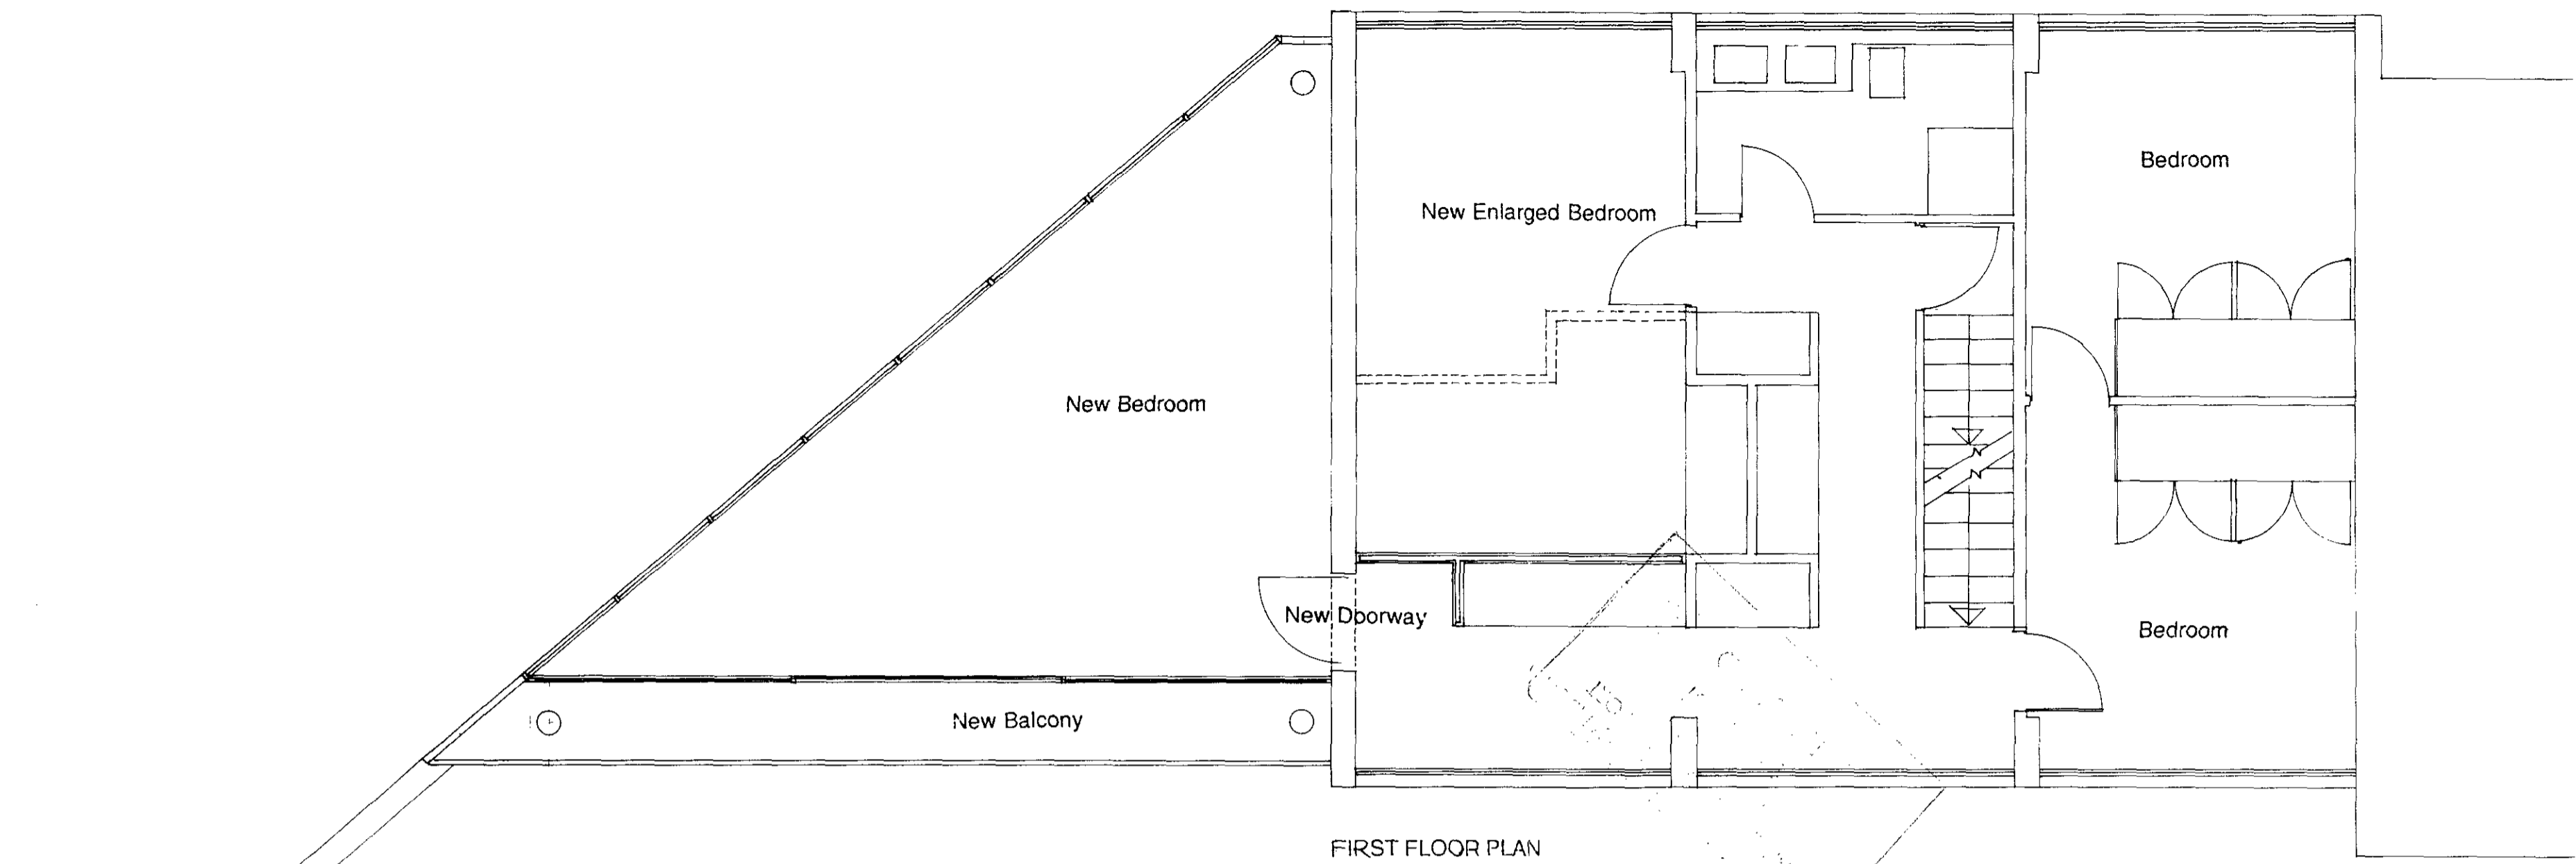 Bedroom
New Enlarged Bedroom
New Bedroom
New Doorway
Bedroom
New Balcony
FIRST FLOOR PLAN